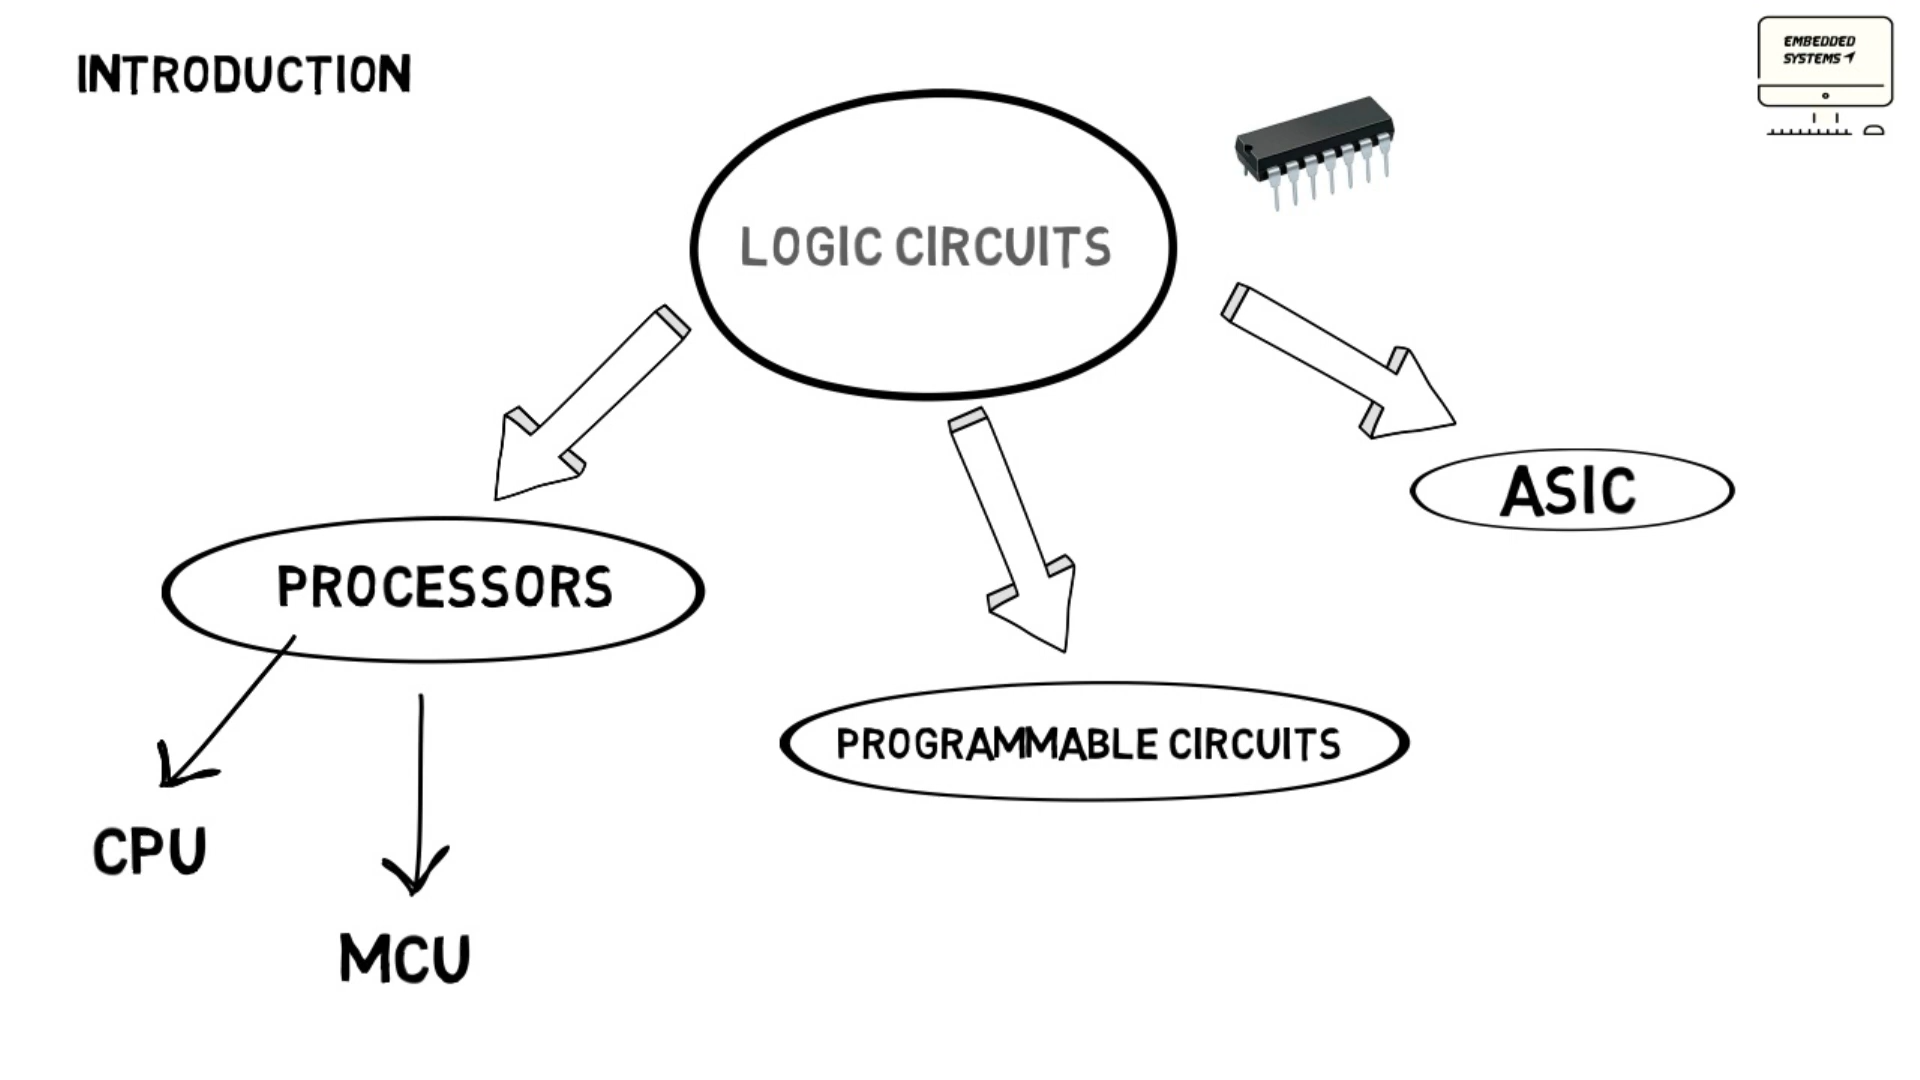 INTRODUCTION
EMBEDDED
SYSTEMS
LOGIC CIRCUITS
ASIC
PROCESSORS
PROGRAMMABLE CIRCUITS
CPU
MCU